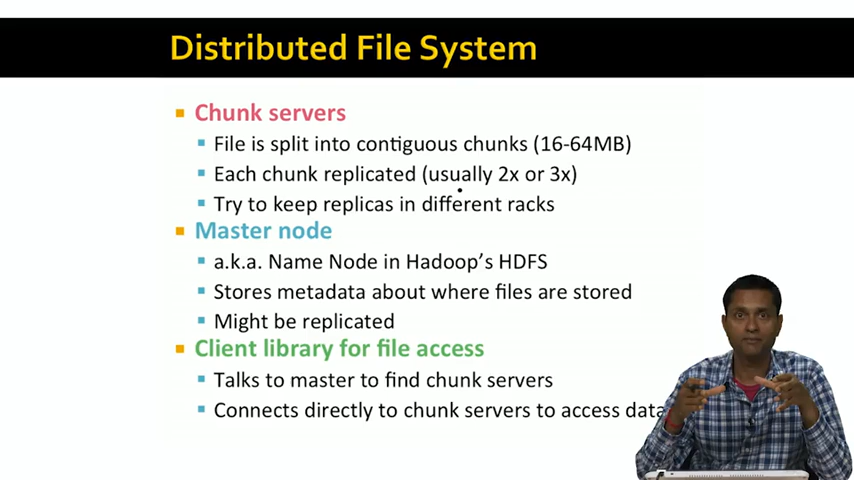 Distributed File System
Chunk servers
File is split into contiguous chunks (16-64MB)
Each chunk replicated (usually 2x or 3x)
Try to keep replicas in different racks
Master node
a.k.a. Name Node in Hadoop's HDFS
Stores metadata about where files are stored
Might be replicated
Client library for file access
Talks to master to find chunk servers
Connects directly to chunk servers to access data